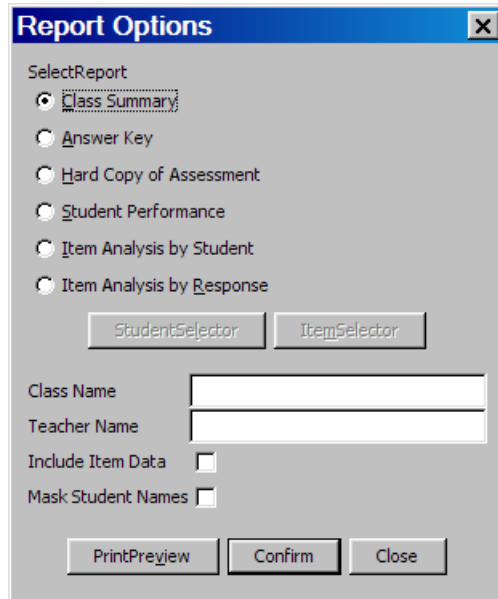 Report Options
SelectReport
Class Summary
Answer Key
Hard Copy of Assessment
Student Performance
Item Analysis by Student
Item Analysis by Response
StudentSelector ItemSelector
Class Name
Teacher Name
Include Item Data
Mask Student Names
PrintPreview Confirm Close